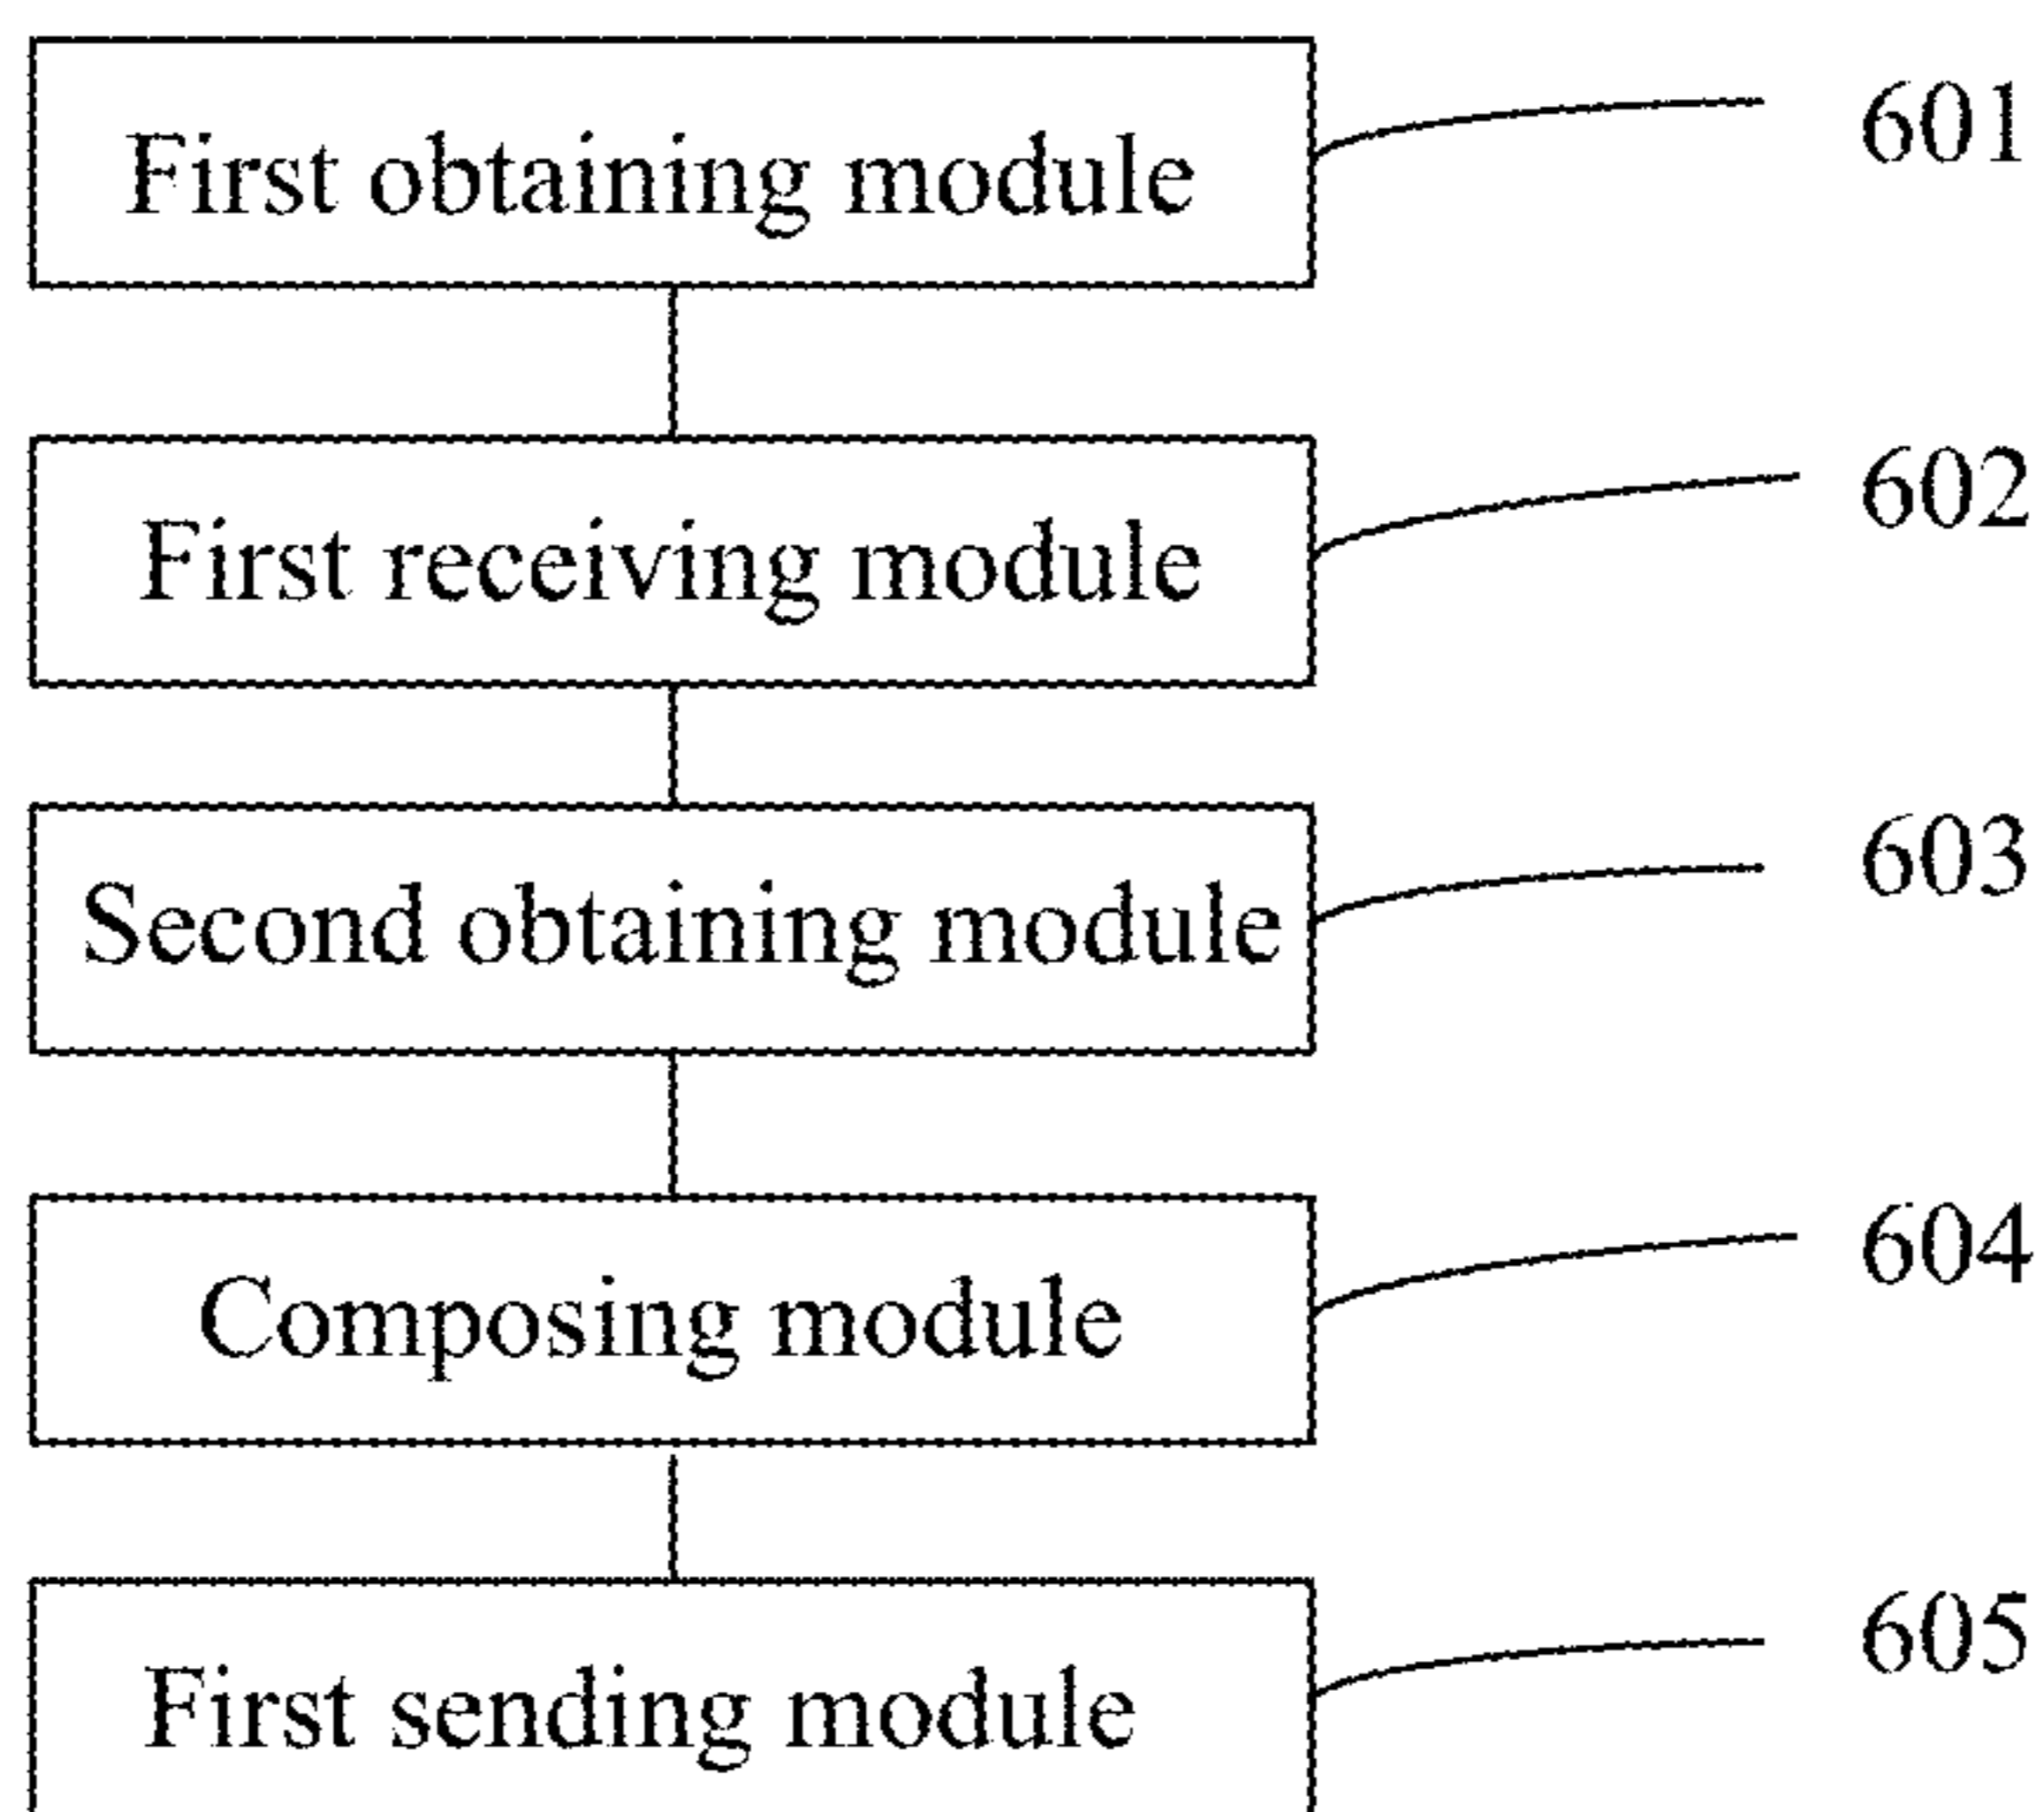 First obtaining module 601
First receiving module 602
Second obtaining module 603
Composing module 604
First sending module 605